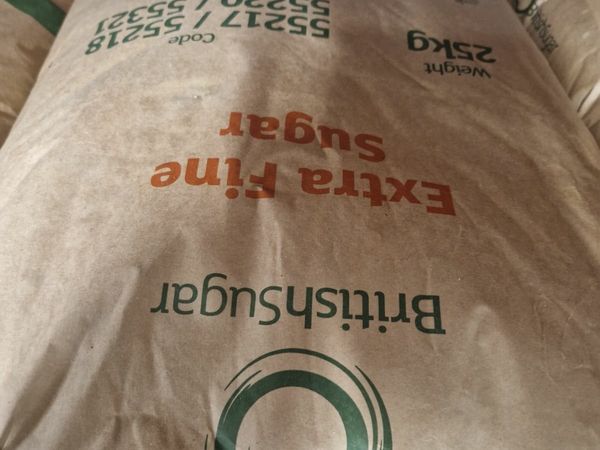 BritishSugar
Extra Fine
Sugar
Weight
25kg
Code
55217 / 55218
55220 / 55321